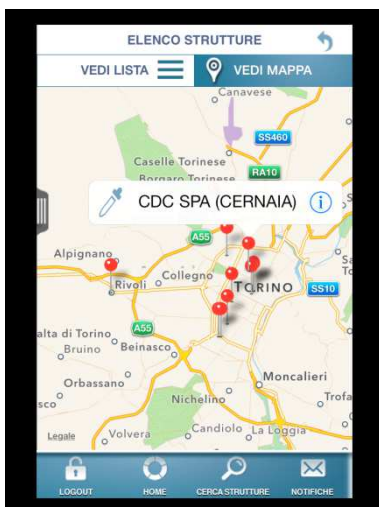 ELENCO STRUTTURE
VEDI LISTA
VEDI MAPPA
Canavese
SS460
Caselle Torinese
RA10
Borgaro Torinese
CDC SPA (CERNAIA)
A55
Alpignano
Collegno
Rivoli
TORINO
SS10
A55
alta di Torino
Bruino
Beinasco
Orbassano
Moncalieri
sco
Nichelino
Trofa
Candiolo
La Loggia
Volvera
Legale
LOGOUT
HOME
CERCA STRUTTURE
NOTIFICHE